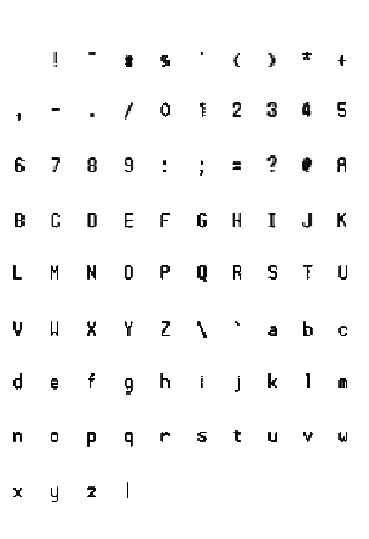 ! " # $ ' ( ) * +
, - . / 0 1 2 3 4 5
6 7 8 9 : ; = ? @ A
B C D E F G H I J K
L M N O P Q R S T U
V W X Y Z \ ` a b c
d e f g h i j k l m
n o p q r s t u v w
x y z |